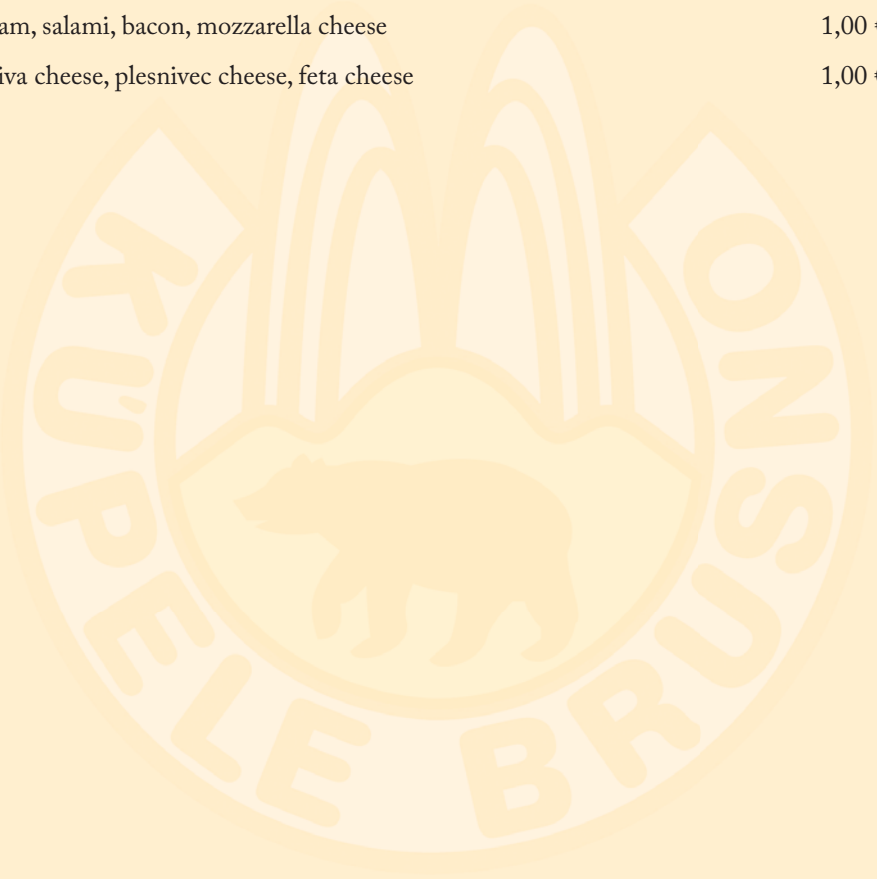 am, salami, bacon, mozzarella cheese 1,00 €
iva cheese, plesnivec cheese, feta cheese 1,00 €
KÚPELE BRUSNO